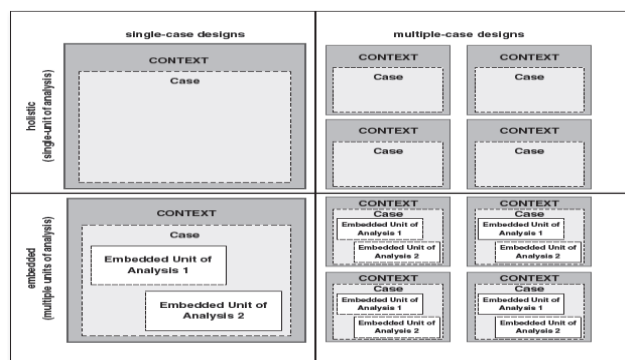 single-case designs
multiple-case designs
holistic
(single-unit of analysis)
CONTEXT
Case
CONTEXT
Case
CONTEXT
Case
CONTEXT
Case
CONTEXT
Case
embedded
(multiple units of analysis)
CONTEXT
Case
Embedded Unit of
Analysis 1
Embedded Unit of
Analysis 2
CONTEXT
Case
Embedded Unit of
Analysis 1
Embedded Unit of
Analysis 2
CONTEXT
Case
Embedded Unit of
Analysis 1
Embedded Unit of
Analysis 2
CONTEXT
Case
Embedded Unit of
Analysis 1
Embedded Unit of
Analysis 2
CONTEXT
Case
Embedded Unit of
Analysis 1
Embedded Unit of
Analysis 2